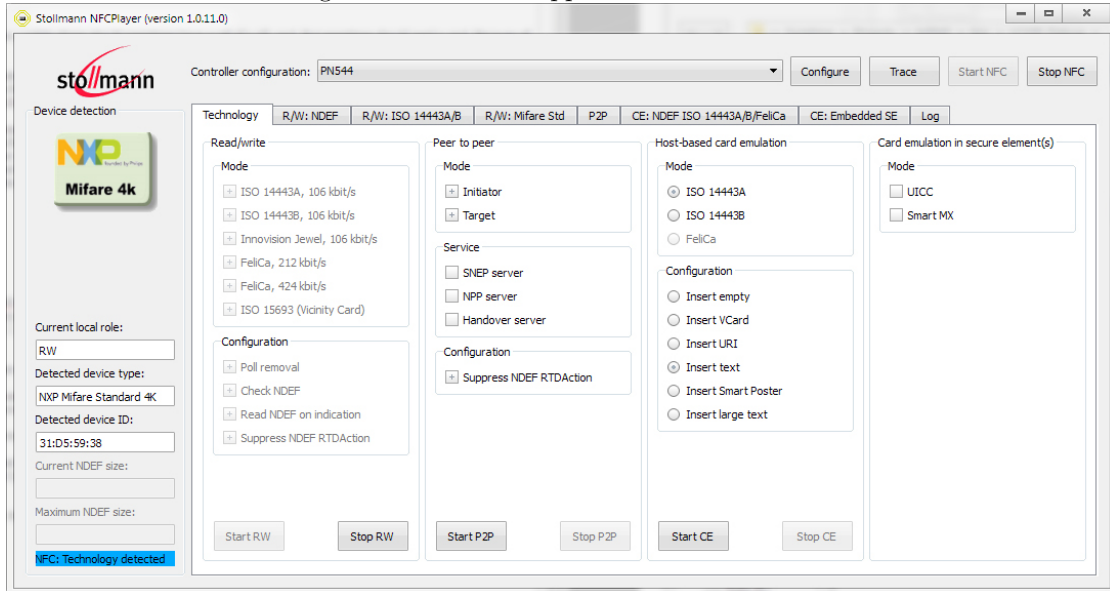 Stollmann NFCPlayer (version 1.0.11.0)
stollmann
Controller configuration: PN544
Configure
Trace
Start NFC
Stop NFC
Device detection
NXP
Mifare 4k
Current local role:
RW
Detected device type:
NXP Mifare Standard 4K
Detected device ID:
31:D5:59:38
Current NDEF size:
Maximum NDEF size:
NFC: Technology detected
Technology
R/W: NDEF
R/W: ISO 14443A/B
R/W: Mifare Std
P2P
CE: NDEF ISO 14443A/B/FeliCa
CE: Embedded SE
Log
Read/write
Mode
ISO 14443A, 106 kbit/s
ISO 14443B, 106 kbit/s
Innovision Jewel, 106 kbit/s
FeliCa, 212 kbit/s
FeliCa, 424 kbit/s
ISO 15693 (Vicinity Card)
Configuration
Poll removal
Check NDEF
Read NDEF on indication
Suppress NDEF RTDAction
Start RW
Stop RW
Peer to peer
Mode
Initiator
Target
Service
SNEP server
NPP server
Handover server
Configuration
Suppress NDEF RTDAction
Start P2P
Stop P2P
Host-based card emulation
Mode
ISO 14443A
ISO 14443B
FeliCa
Configuration
Insert empty
Insert VCard
Insert URI
Insert text
Insert Smart Poster
Insert large text
Start CE
Stop CE
Card emulation in secure element(s)
Mode
UICC
Smart MX